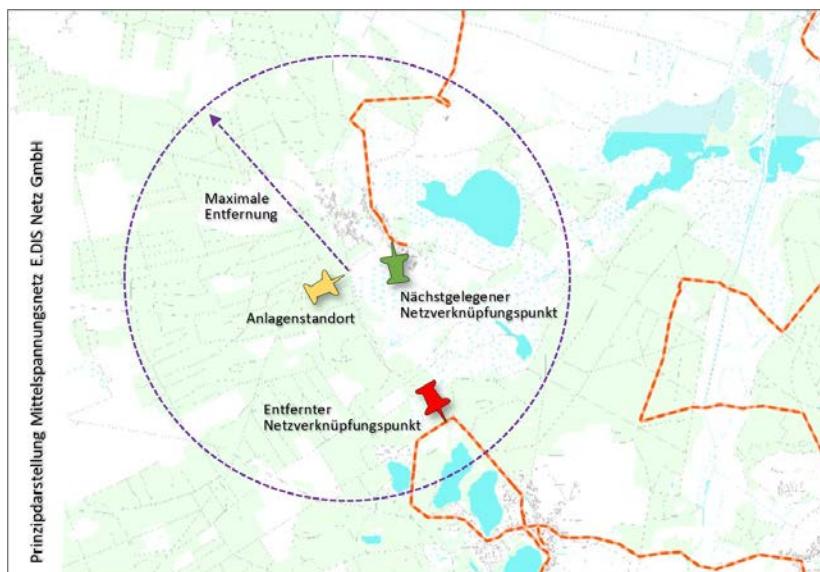 Prinzipdarstellung Mittelspannungsnetz E.DIS Netz GmbH
Maximale
Entfernung
Anlagenstandort
Nächstgelegener
Netzverknüpfungspunkt
Entfernter
Netzverknüpfungspunkt